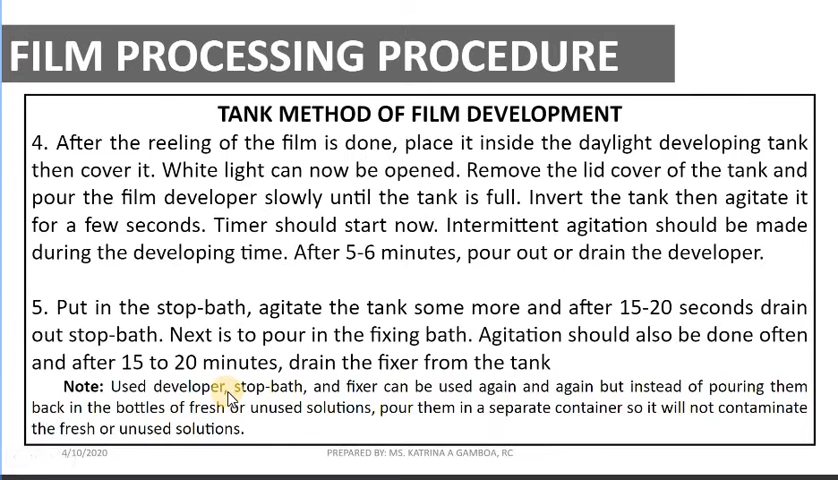 FILM PROCESSING PROCEDURE
TANK METHOD OF FILM DEVELOPMENT
4. After the reeling of the film is done, place it inside the daylight developing tank
then cover it. White light can now be opened. Remove the lid cover of the tank and
pour the film developer slowly until the tank is full. Invert the tank then agitate it
for a few seconds. Timer should start now. Intermittent agitation should be made
during the developing time. After 5-6 minutes, pour out or drain the developer.
5. Put in the stop-bath, agitate the tank some more and after 15-20 seconds drain
out stop-bath. Next is to pour in the fixing bath. Agitation should also be done often
and after 15 to 20 minutes, drain the fixer from the tank
Note: Used developer, stop-bath, and fixer can be used again and again but instead of pouring them
back in the bottles of fresh or unused solutions, pour them in a separate container so it will not contaminate
the fresh or unused solutions.
4/10/2020 PREPARED BY: MS. KATRINA A GAMBOA, RC